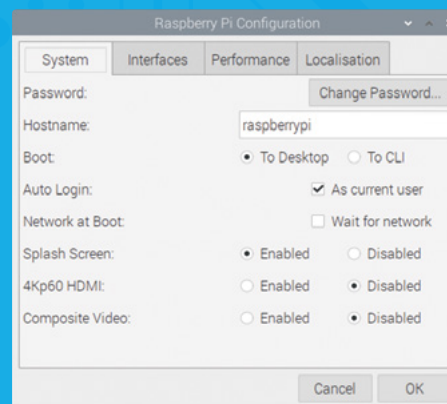 Raspberry Pi Configuration
System Interfaces Performance Localisation
Password: Change Password...
Hostname: raspberrypi
Boot: To Desktop To CLI
Auto Login: As current user
Network at Boot: Wait for network
Splash Screen: Enabled Disabled
4Kp60 HDMI: Enabled Disabled
Composite Video: Enabled Disabled
Cancel OK